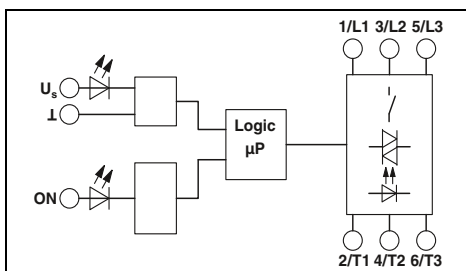 1/L1 3/L2 5/L3
Us
⊥
Logic
µP
ON
2/T1 4/T2 6/T3